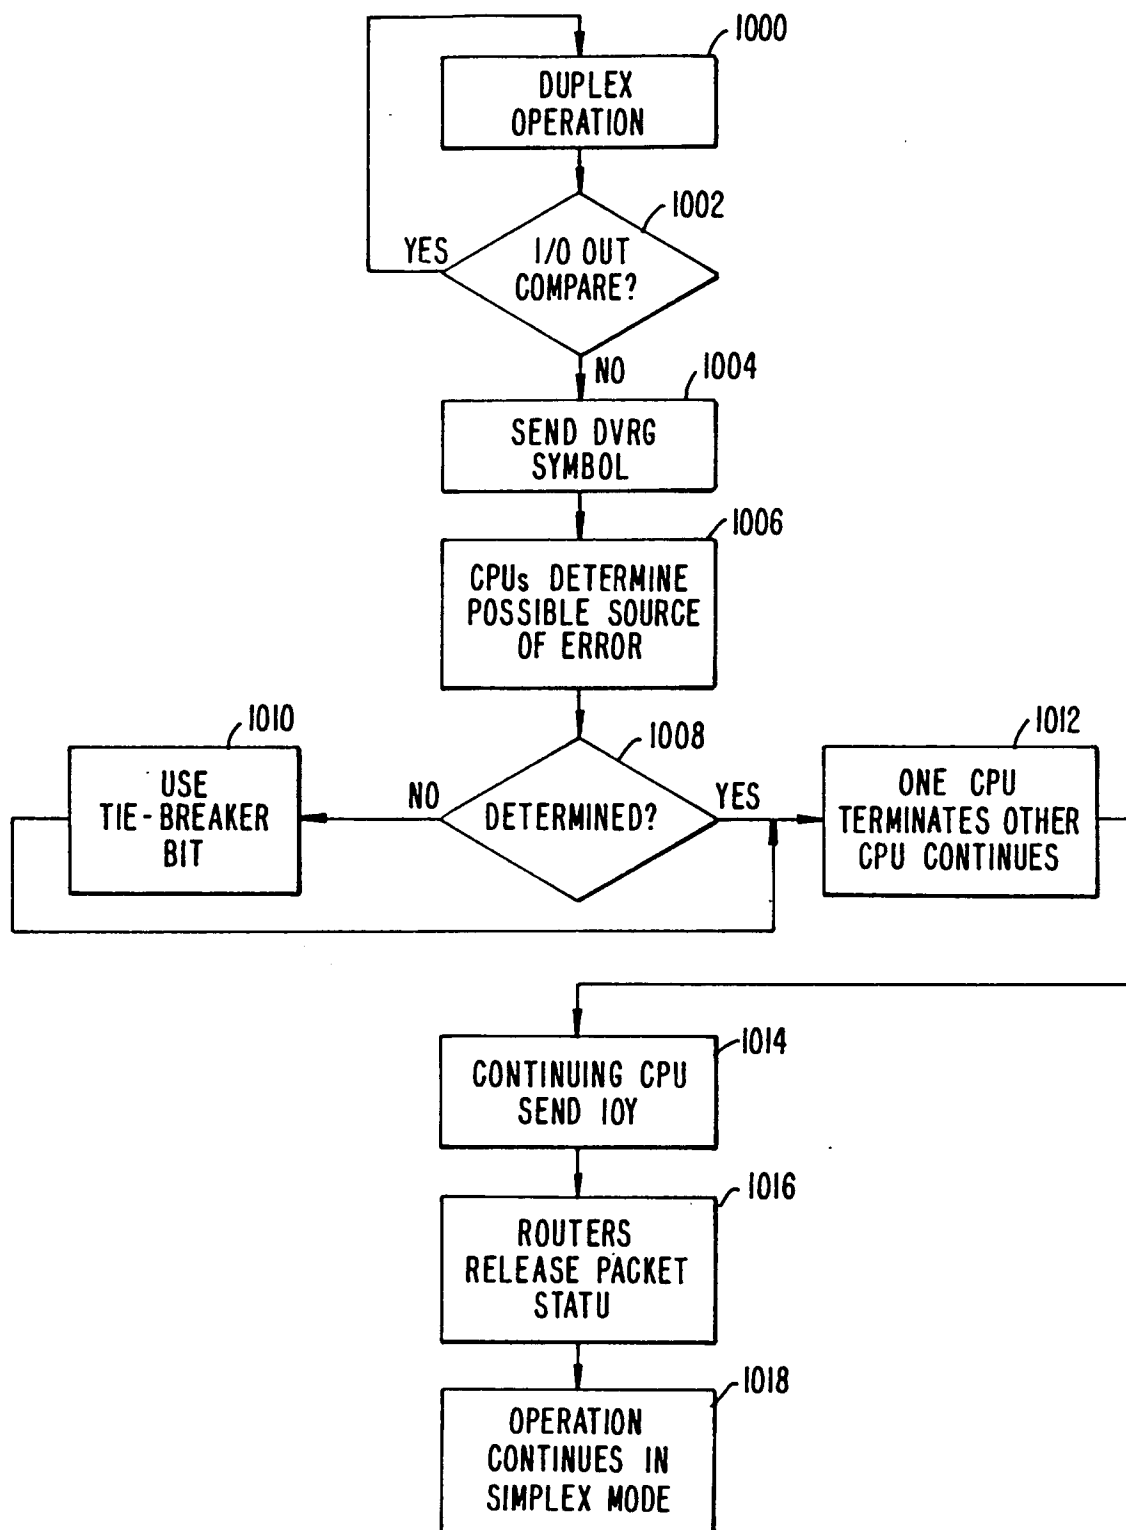 1000
DUPLEX
OPERATION
1002
I/O OUT
COMPARE?
YES
NO
1004
SEND DVRG
SYMBOL
1006
CPUs DETERMINE
POSSIBLE SOURCE
OF ERROR
1008
DETERMINED?
NO
YES
1010
USE
TIE-BREAKER
BIT
1012
ONE CPU
TERMINATES OTHER
CPU CONTINUES
1014
CONTINUING CPU
SEND IOY
1016
ROUTERS
RELEASE PACKET
STATU
1018
OPERATION
CONTINUES IN
SIMPLEX MODE